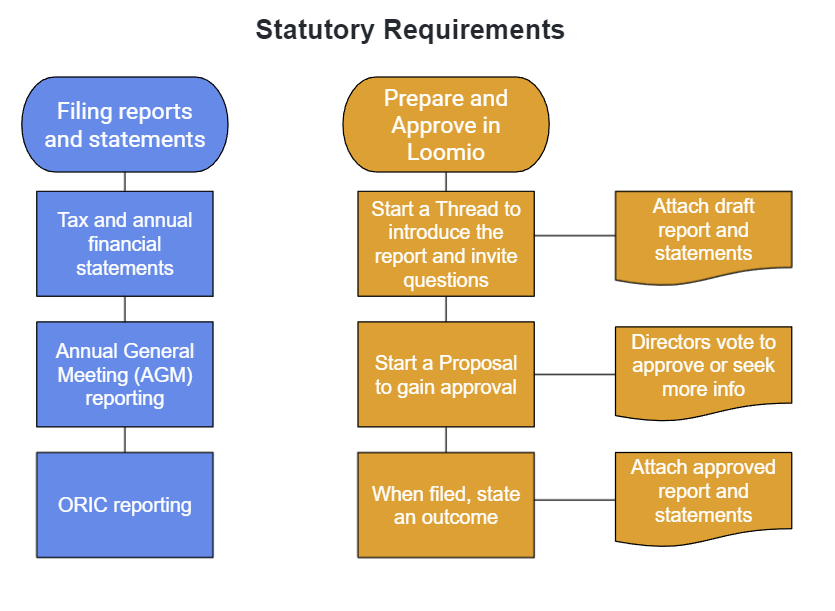 Statutory Requirements
Filing reports
and statements
Tax and annual
financial
statements
Annual General
Meeting (AGM)
reporting
ORIC reporting
Prepare and
Approve in
Loomio
Start a Thread to
introduce the
report and invite
questions
Attach draft
report and
statements
Start a Proposal
to gain approval
Directors vote to
approve or seek
more info
When filed, state
an outcome
Attach approved
report and
statements